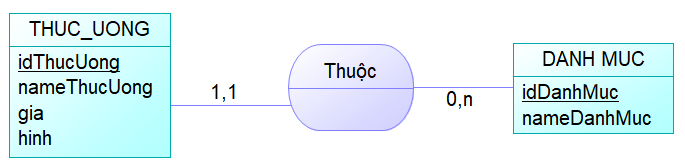 THUC_UONG
idThucUong
nameThucUong
gia
hinh
1,1
Thuộc
0,n
DANH MUC
idDanhMuc
nameDanhMuc